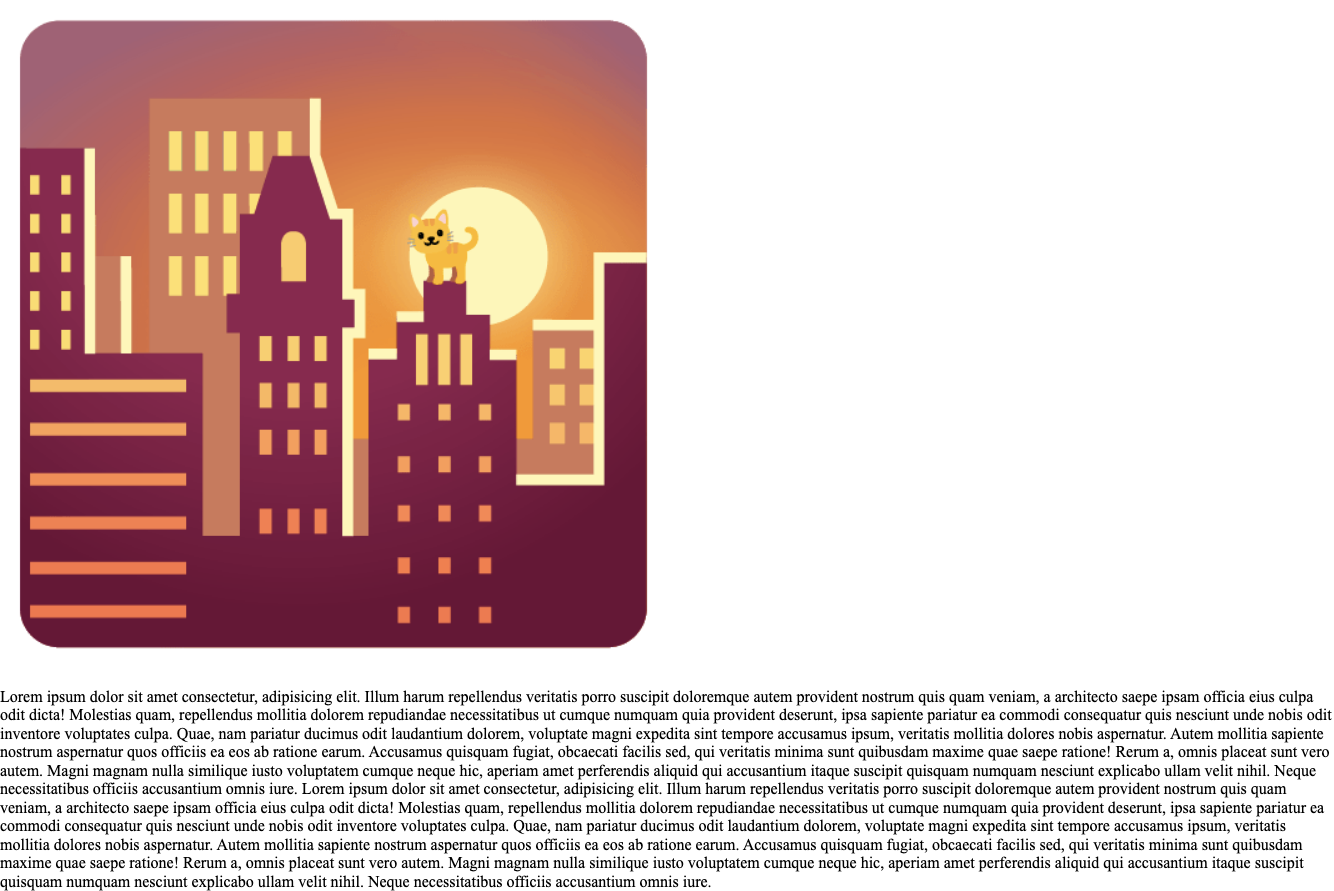 Lorem ipsum dolor sit amet consectetur, adipisicing elit. Illum harum repellendus veritatis porro suscipit doloremque autem provident nostrum quis quam veniam, a architecto saepe ipsam officia eius culpa
odit dicta! Molestias quam, repellendus mollitia dolorem repudiandae necessitatibus ut cumque numquam quia provident deserunt, ipsa sapiente pariatur ea commodi consequatur quis nesciunt unde nobis odit
inventore voluptates culpa. Quae, nam pariatur ducimus odit laudantium dolorem, voluptate magni expedita sint tempore accusamus ipsum, veritatis mollitia dolores nobis aspernatur. Autem mollitia sapiente
nostrum aspernatur quos officiis ea eos ab ratione earum. Accusamus quisquam fugiat, obcaecati facilis sed, qui veritatis minima sunt quibusdam maxime quae saepe ratione! Rerum a, omnis placeat sunt vero
autem. Magni magnam nulla similique iusto voluptatem cumque neque hic, aperiam amet perferendis aliquid qui accusantium itaque suscipit quisquam numquam nesciunt explicabo ullam velit nihil. Neque
necessitatibus officiis accusantium omnis iure. Lorem ipsum dolor sit amet consectetur, adipisicing elit. Illum harum repellendus veritatis porro suscipit doloremque autem provident nostrum quis quam
veniam, a architecto saepe ipsam officia eius culpa odit dicta! Molestias quam, repellendus mollitia dolorem repudiandae necessitatibus ut cumque numquam quia provident deserunt, ipsa sapiente pariatur ea
commodi consequatur quis nesciunt unde nobis odit inventore voluptates culpa. Quae, nam pariatur ducimus odit laudantium dolorem, voluptate magni expedita sint tempore accusamus ipsum, veritatis
mollitia dolores nobis aspernatur. Autem mollitia sapiente nostrum aspernatur quos officiis ea eos ab ratione earum. Accusamus quisquam fugiat, obcaecati facilis sed, qui veritatis minima sunt quibusdam
maxime quae saepe ratione! Rerum a, omnis placeat sunt vero autem. Magni magnam nulla similique iusto voluptatem cumque neque hic, aperiam amet perferendis aliquid qui accusantium itaque suscipit
quisquam numquam nesciunt explicabo ullam velit nihil. Neque necessitatibus officiis accusantium omnis iure.